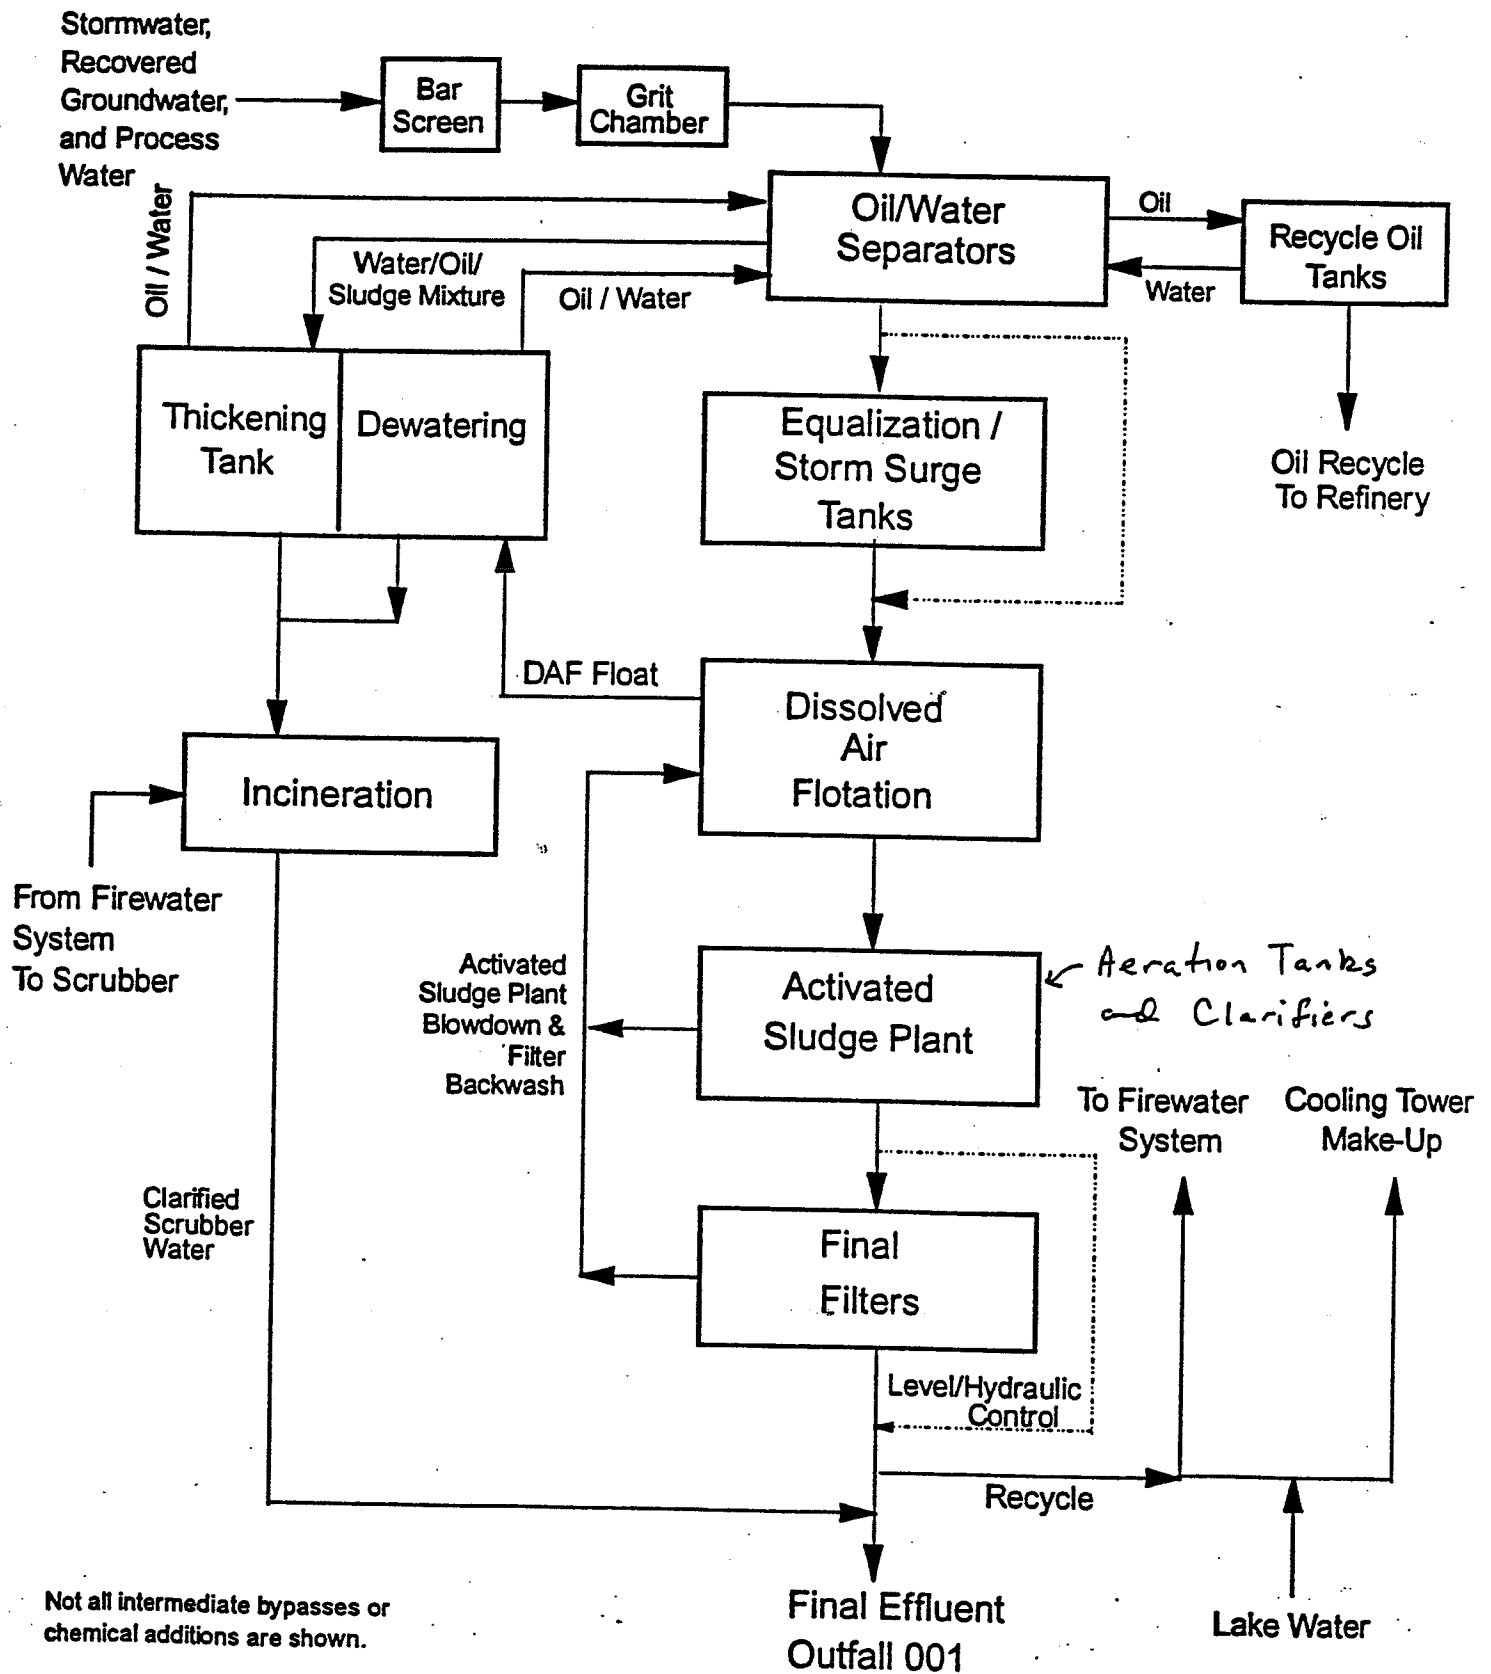 Stormwater,
Recovered
Groundwater,
and Process
Water
Bar
Screen
Grit
Chamber
Oil / Water
Oil/Water
Separators
Oil
Water
Recycle Oil
Tanks
Water/Oil/
Sludge Mixture
Oil / Water
Thickening
Tank
Dewatering
Equalization /
Storm Surge
Tanks
Oil Recycle
To Refinery
DAF Float
Dissolved
Air
Flotation
Incineration
From Firewater
System
To Scrubber
Activated
Sludge Plant
Blowdown &
Filter
Backwash
Activated
Sludge Plant
Aeration Tanks
and Clarifiers
To Firewater
System
Cooling Tower
Make-Up
Clarified
Scrubber
Water
Final
Filters
Level/Hydraulic
Control
Recycle
Final Effluent
Outfall 001
Lake Water
Not all intermediate bypasses or
chemical additions are shown.